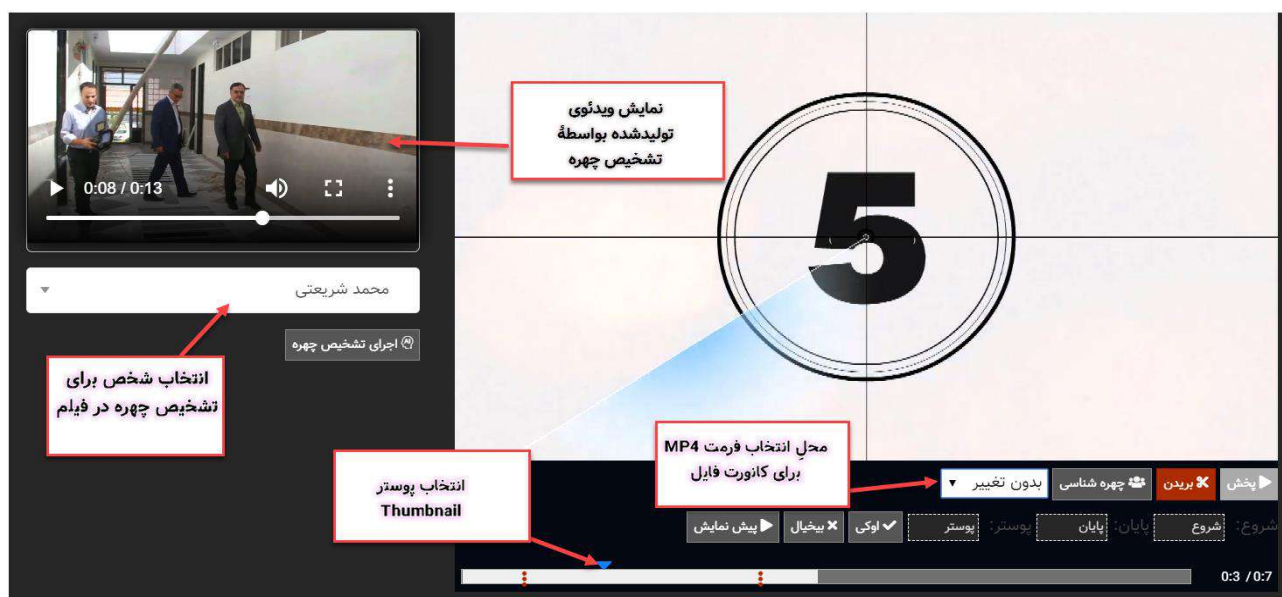 0:08 / 0:13
نمایش ویدئوی
تولیدشده بواسطهٔ
تشخیص چهره
5
محمد شریعتی
اجرای تشخیص چهره
انتخاب شخص برای
تشخیص چهره در فیلم
محلِ انتخاب فرمت MP4
برای کانورت فایل
انتخاب پوستر
Thumbnail
پخش
بریدن
چهره شناسی
بدون تغییر
شروع: شروع پایان: پایان پوستر: پوستر
اوکی
بیخیال
پیش نمایش
0:3 / 0:7